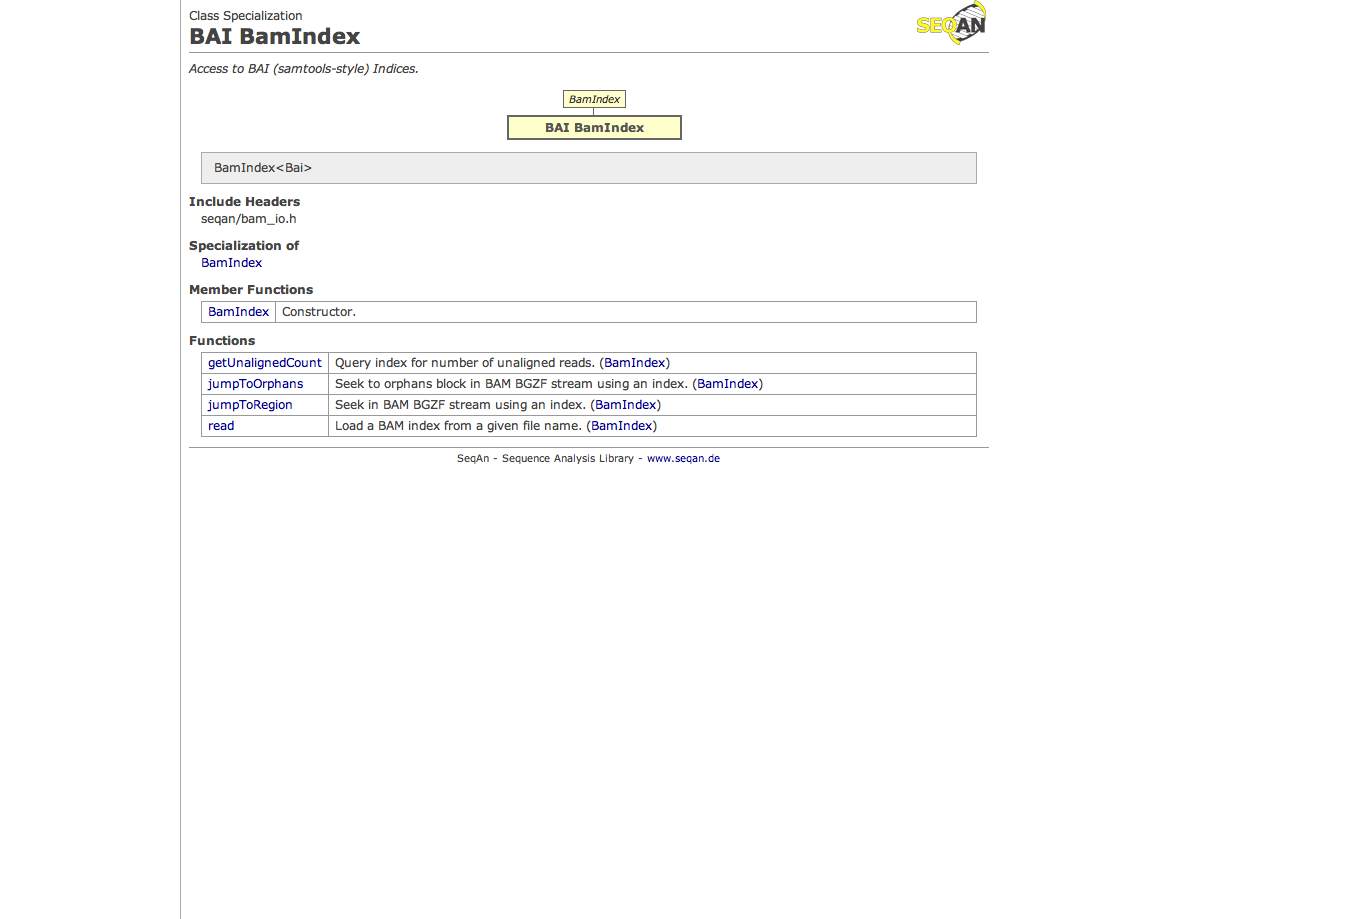 Class Specialization
BAI BamIndex
SEQAN
Access to BAI (samtools-style) Indices.
BamIndex
BAI BamIndex
BamIndex<Bai>
Include Headers
seqan/bam_io.h
Specialization of
BamIndex
Member Functions
BamIndex Constructor.
Functions
getUnalignedCount Query index for number of unaligned reads. (BamIndex)
jumpToOrphans Seek to orphans block in BAM BGZF stream using an index. (BamIndex)
jumpToRegion Seek in BAM BGZF stream using an index. (BamIndex)
read Load a BAM index from a given file name. (BamIndex)
SeqAn - Sequence Analysis Library - www.seqan.de